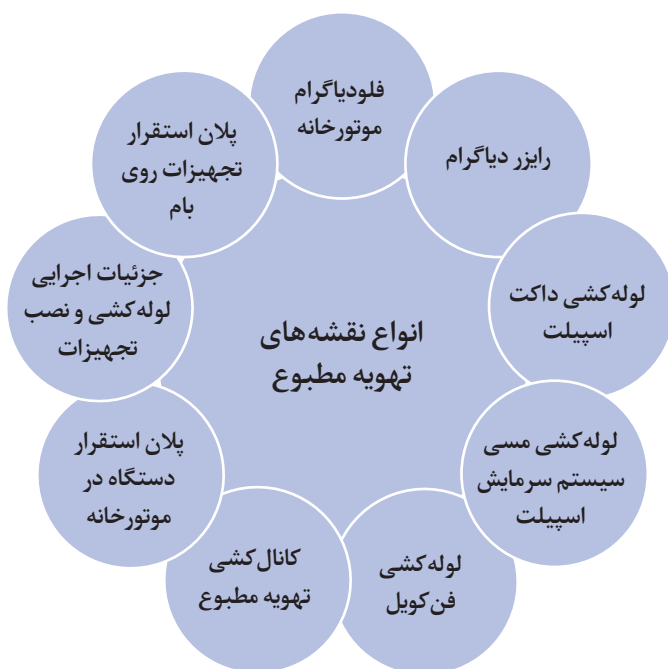 انواع نقشه‌های
تهویه مطبوع
فلودیاگرام
موتورخانه
رایزر دیاگرام
لوله‌کشی داکت
اسپیلت
لوله‌کشی مسی
سیستم سرمایش
اسپیلت
لوله‌کشی
فن‌کویل
کانال‌کشی
تهویه مطبوع
پلان استقرار
دستگاه در
موتورخانه
جزئیات اجرایی
لوله‌کشی و نصب
تجهیزات
پلان استقرار
تجهیزات روی
بام